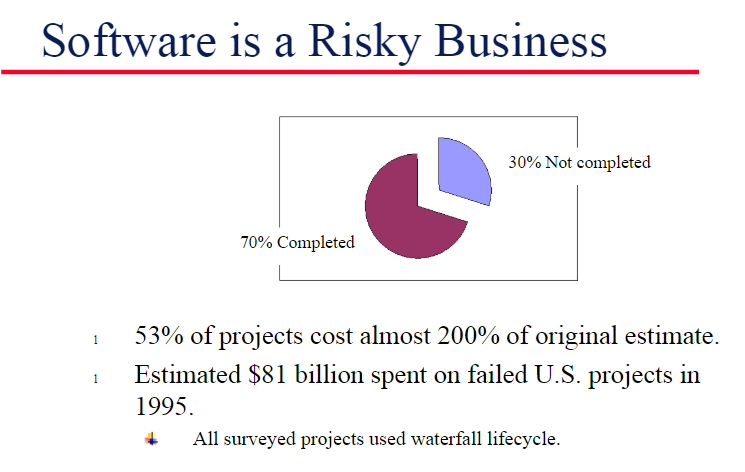 Software is a Risky Business
30% Not completed
70% Completed
l 53% of projects cost almost 200% of original estimate.
l Estimated $81 billion spent on failed U.S. projects in
1995.
All surveyed projects used waterfall lifecycle.